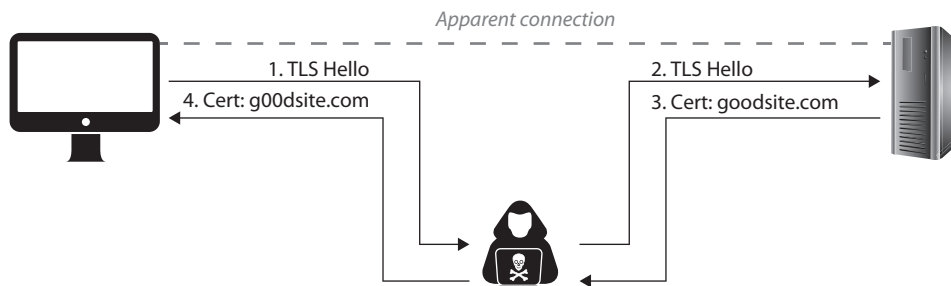 Apparent connection
1. TLS Hello
2. TLS Hello
4. Cert: g00dsite.com
3. Cert: goodsite.com